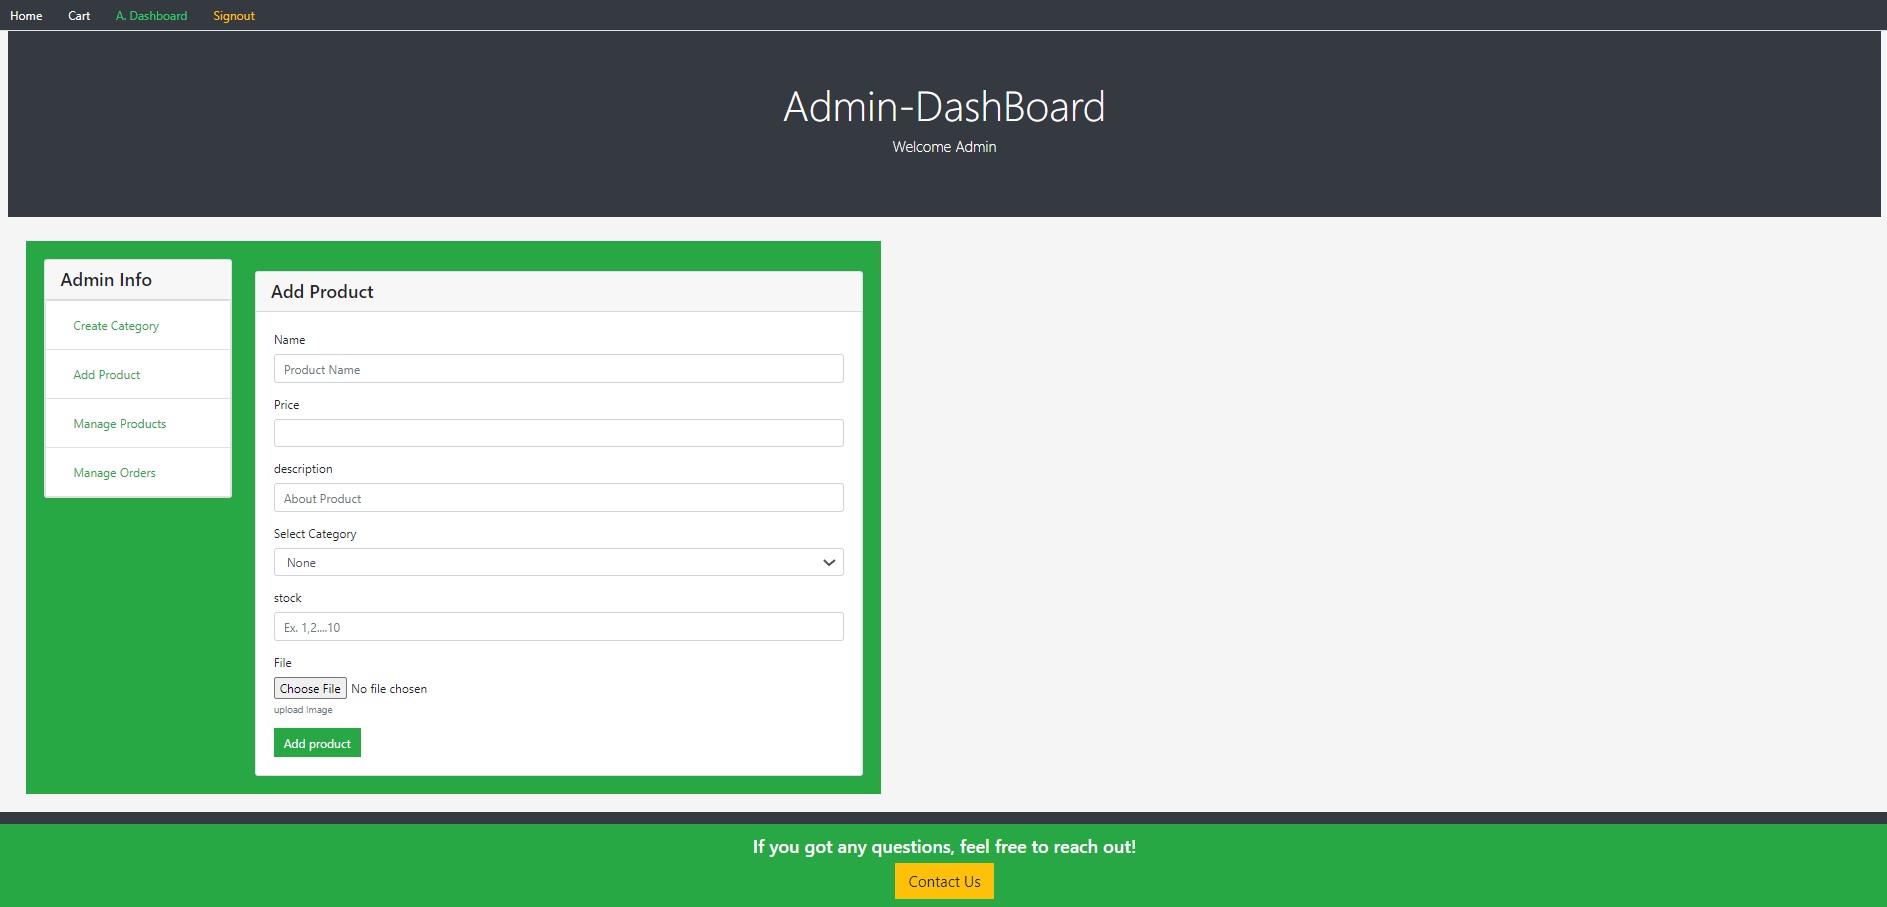 Home Cart A. Dashboard Signout
Admin-DashBoard
Welcome Admin
Admin Info
Create Category
Add Product
Manage Products
Manage Orders
Add Product
Name
Product Name
Price
description
About Product
Select Category
None
stock
Ex. 1,2....10
File
Choose File No file chosen
upload Image
Add product
If you got any questions, feel free to reach out!
Contact Us